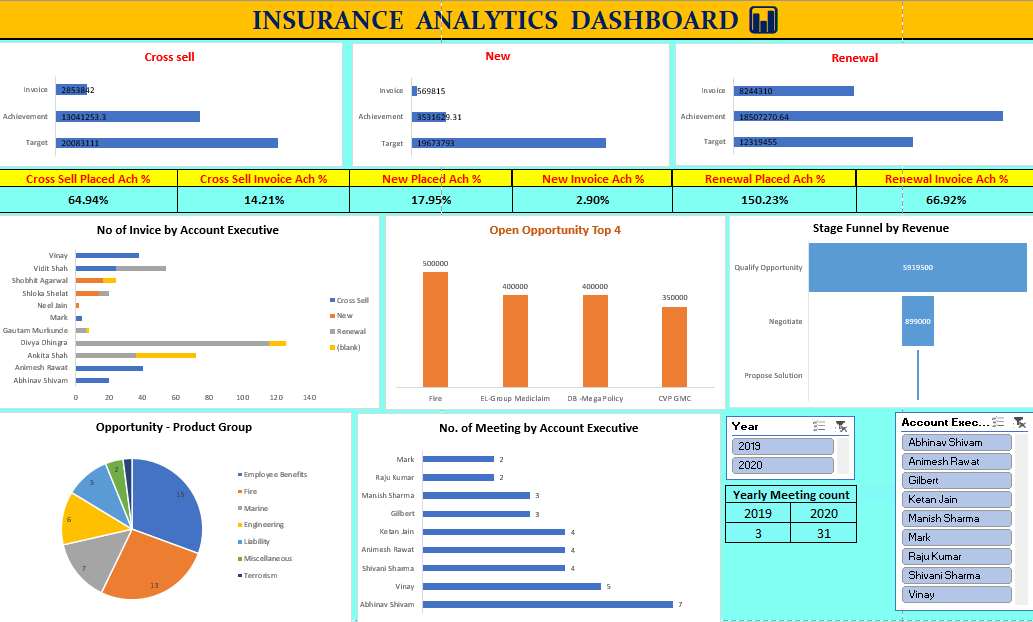 INSURANCE ANALYTICS DASHBOARD
Cross sell
Invoice
2853842
Achievement
13041253.3
Target
20083111
New
Invoice
569815
Achievement
3531629.31
Target
19673793
Renewal
Invoice
8244310
Achievement
18507270.64
Target
12319455
Cross Sell Placed Ach % Cross Sell Invoice Ach % New Placed Ach % New Invoice Ach % Renewal Placed Ach % Renewal Invoice Ach %
64.94% 14.21% 17.95% 2.90% 150.23% 66.92%
No of Invice by Account Executive
Vinay
Vidit Shah
Shobhit Agarwal
Shloka Shelat
Neel Jain
Mark
Gautam Murkunde
Divya Dhingra
Ankita Shah
Animesh Rawat
Abhinav Shivam
0 20 40 60 80 100 120 140
Cross Sell
New
Renewal
(blank)
Open Opportunity Top 4
500000
400000
400000
350000
Fire EL-Group Mediclaim DB -Mega Policy CVP GMC
Stage Funnel by Revenue
Qualify Opportunity
5919500
Negotiate
899000
Propose Solution
Opportunity - Product Group
15
13
7
6
5
2
Employee Benefits
Fire
Marine
Engineering
Liability
Miscellaneous
Terrorism
No. of Meeting by Account Executive
Mark 2
Raju Kumar 2
Manish Sharma 3
Gilbert 3
Ketan Jain 4
Animesh Rawat 4
Shivani Sharma 4
Vinay 5
Abhinav Shivam 7
Year
2019
2020
Yearly Meeting count
2019 2020
3 31
Account Exec...
Abhinav Shivam
Animesh Rawat
Gilbert
Ketan Jain
Manish Sharma
Mark
Raju Kumar
Shivani Sharma
Vinay